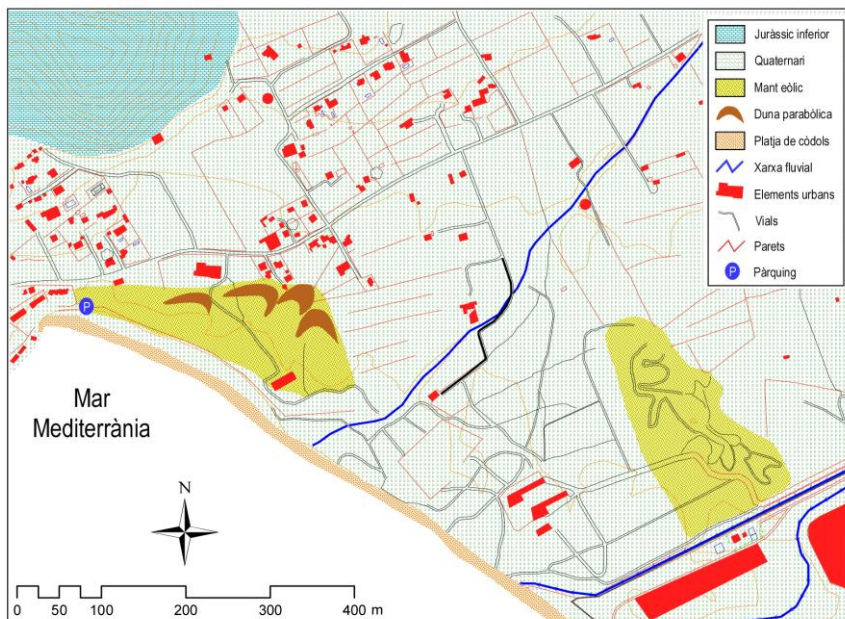 Juràssic inferior
Quaternari
Mant eòlic
Duna parabòlica
Platja de còdols
Xarxa fluvial
Elements urbans
Vials
Parets
P Pàrquing
P
Mar
Mediterrània
N
0 50 100 200 300 400 m